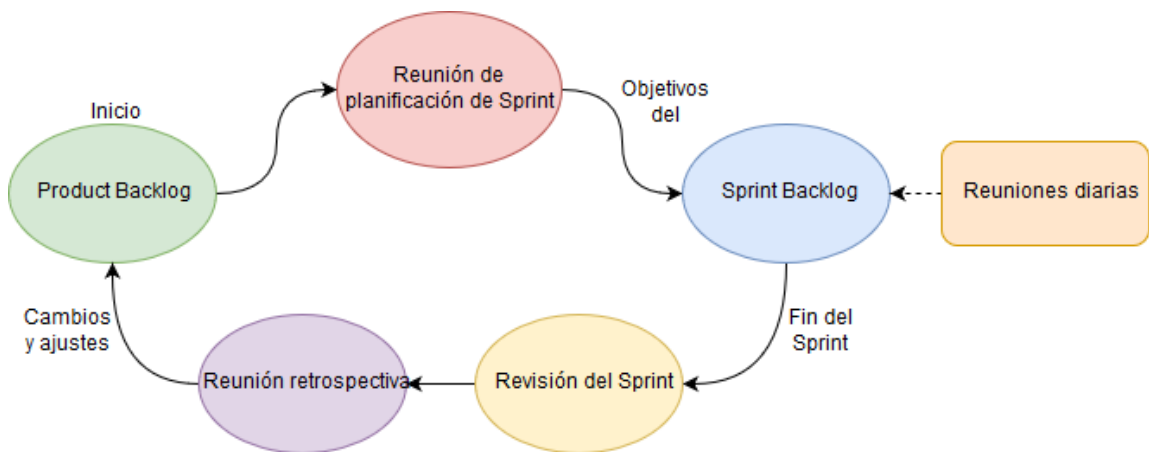 Inicio
Product Backlog
Reunión de
planificación de Sprint
Objetivos
del
Sprint Backlog
Reuniones diarias
Fin del
Sprint
Revisión del Sprint
Reunión retrospectiva
Cambios
y ajustes